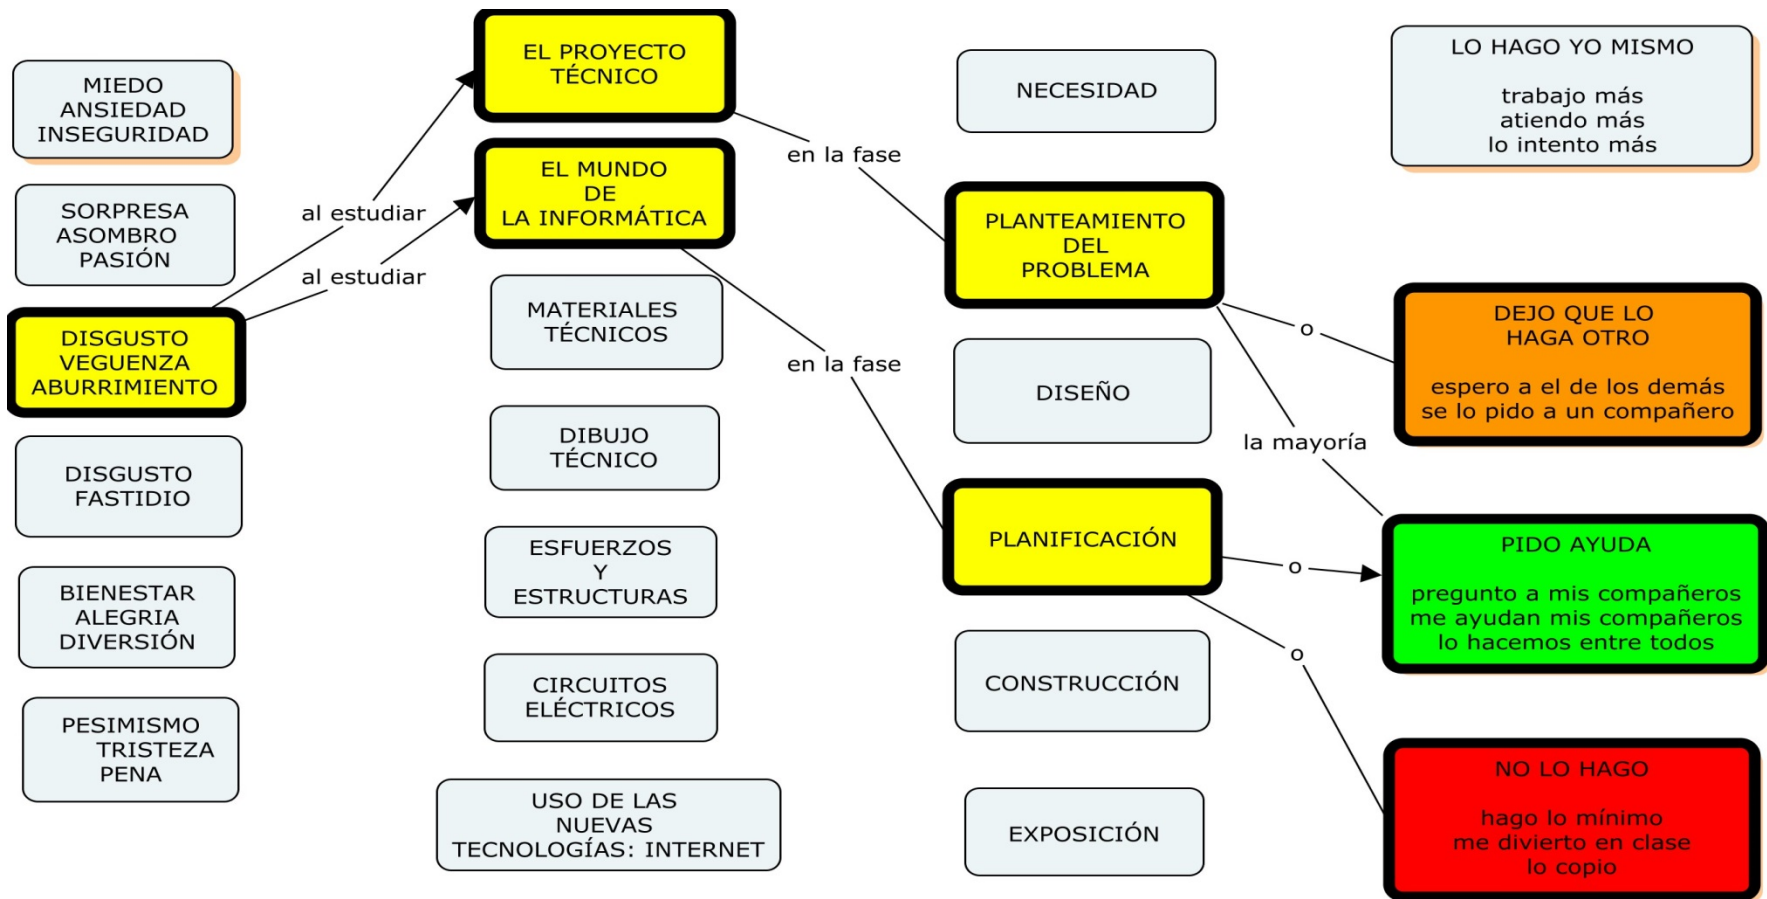 MIEDO
ANSIEDAD
INSEGURIDAD
SORPRESA
ASOMBRO
PASIÓN
DISGUSTO
VEGUENZA
ABURRIMIENTO
DISGUSTO
FASTIDIO
BIENESTAR
ALEGRIA
DIVERSIÓN
PESIMISMO
TRISTEZA
PENA
al estudiar
al estudiar
EL PROYECTO
TÉCNICO
EL MUNDO
DE
LA INFORMÁTICA
MATERIALES
TÉCNICOS
DIBUJO
TÉCNICO
ESFUERZOS
Y
ESTRUCTURAS
CIRCUITOS
ELÉCTRICOS
USO DE LAS
NUEVAS
TECNOLOGÍAS: INTERNET
en la fase
en la fase
NECESIDAD
PLANTEAMIENTO
DEL
PROBLEMA
DISEÑO
PLANIFICACIÓN
CONSTRUCCIÓN
EXPOSICIÓN
o
la mayoría
o
o
LO HAGO YO MISMO
trabajo más
atiendo más
lo intento más
DEJO QUE LO
HAGA OTRO
espero a el de los demás
se lo pido a un compañero
PIDO AYUDA
pregunto a mis compañeros
me ayudan mis compañeros
lo hacemos entre todos
NO LO HAGO
hago lo mínimo
me divierto en clase
lo copio